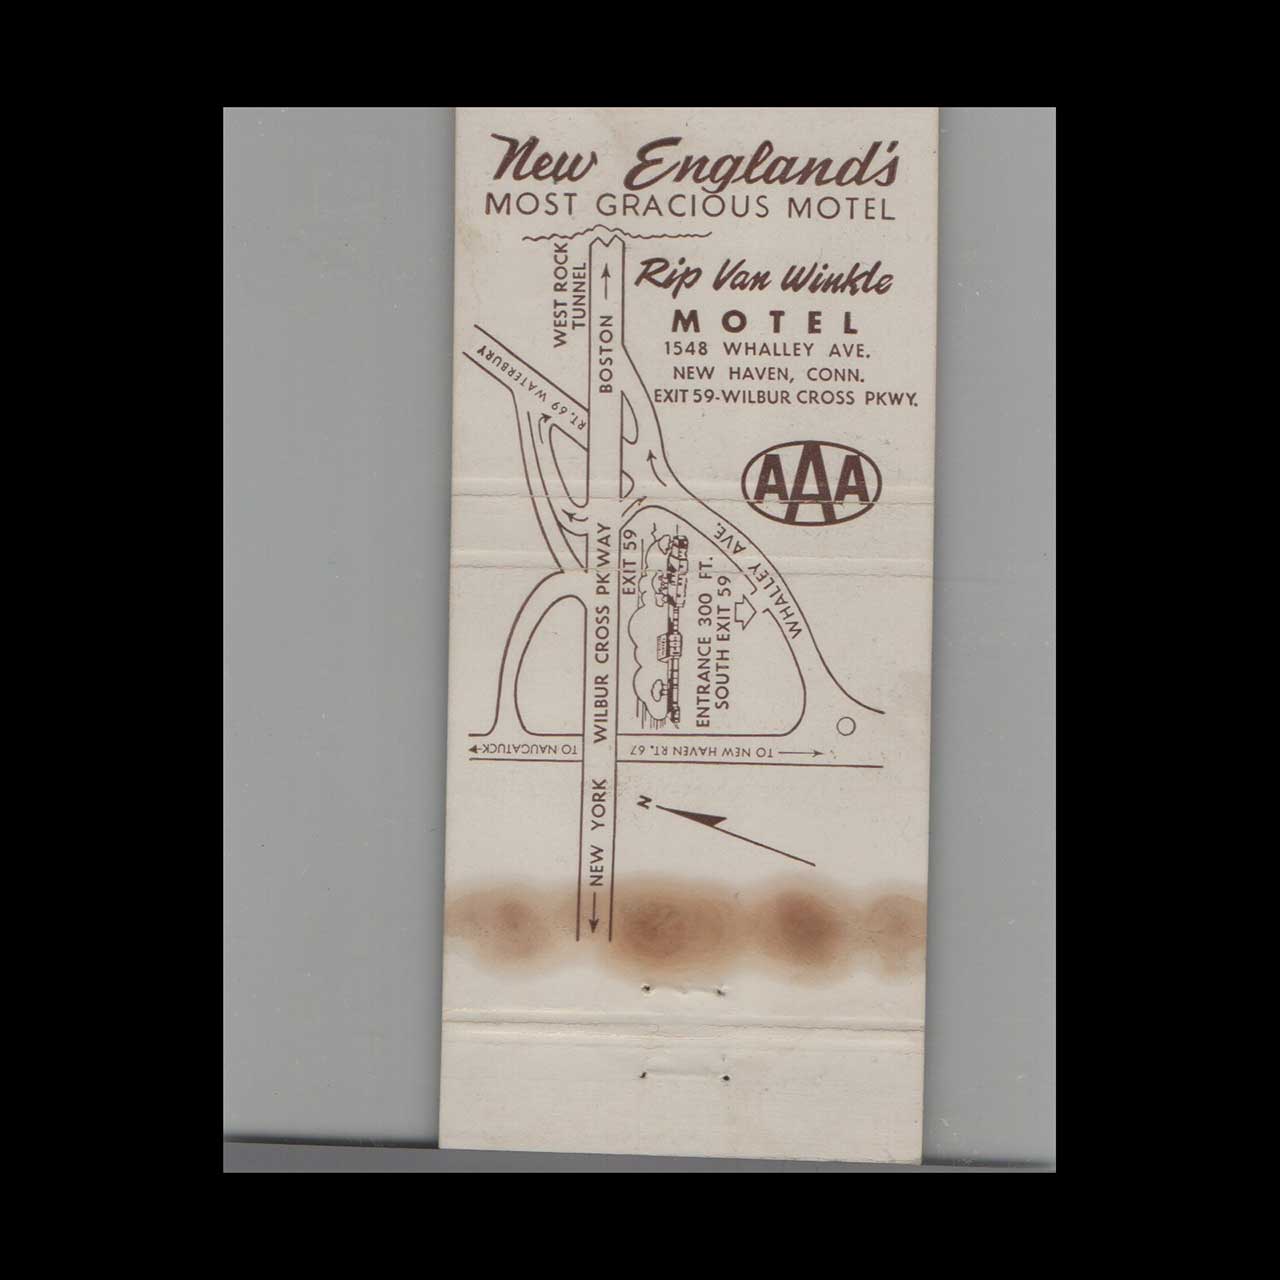 New England's
MOST GRACIOUS MOTEL
WEST ROCK
TUNNEL
Rip Van Winkle
MOTEL
1548 WHALLEY AVE.
NEW HAVEN, CONN.
EXIT 59-WILBUR CROSS PKWY.
BOSTON
RT. 69 WATERBURY
AAA
WHALLEY AVE.
EXIT 59
WILBUR CROSS PKWAY
ENTRANCE 300 FT.
SOUTH EXIT 59
TO NAUGATUCK
TO NEW HAVEN RT. 67
NEW YORK
N